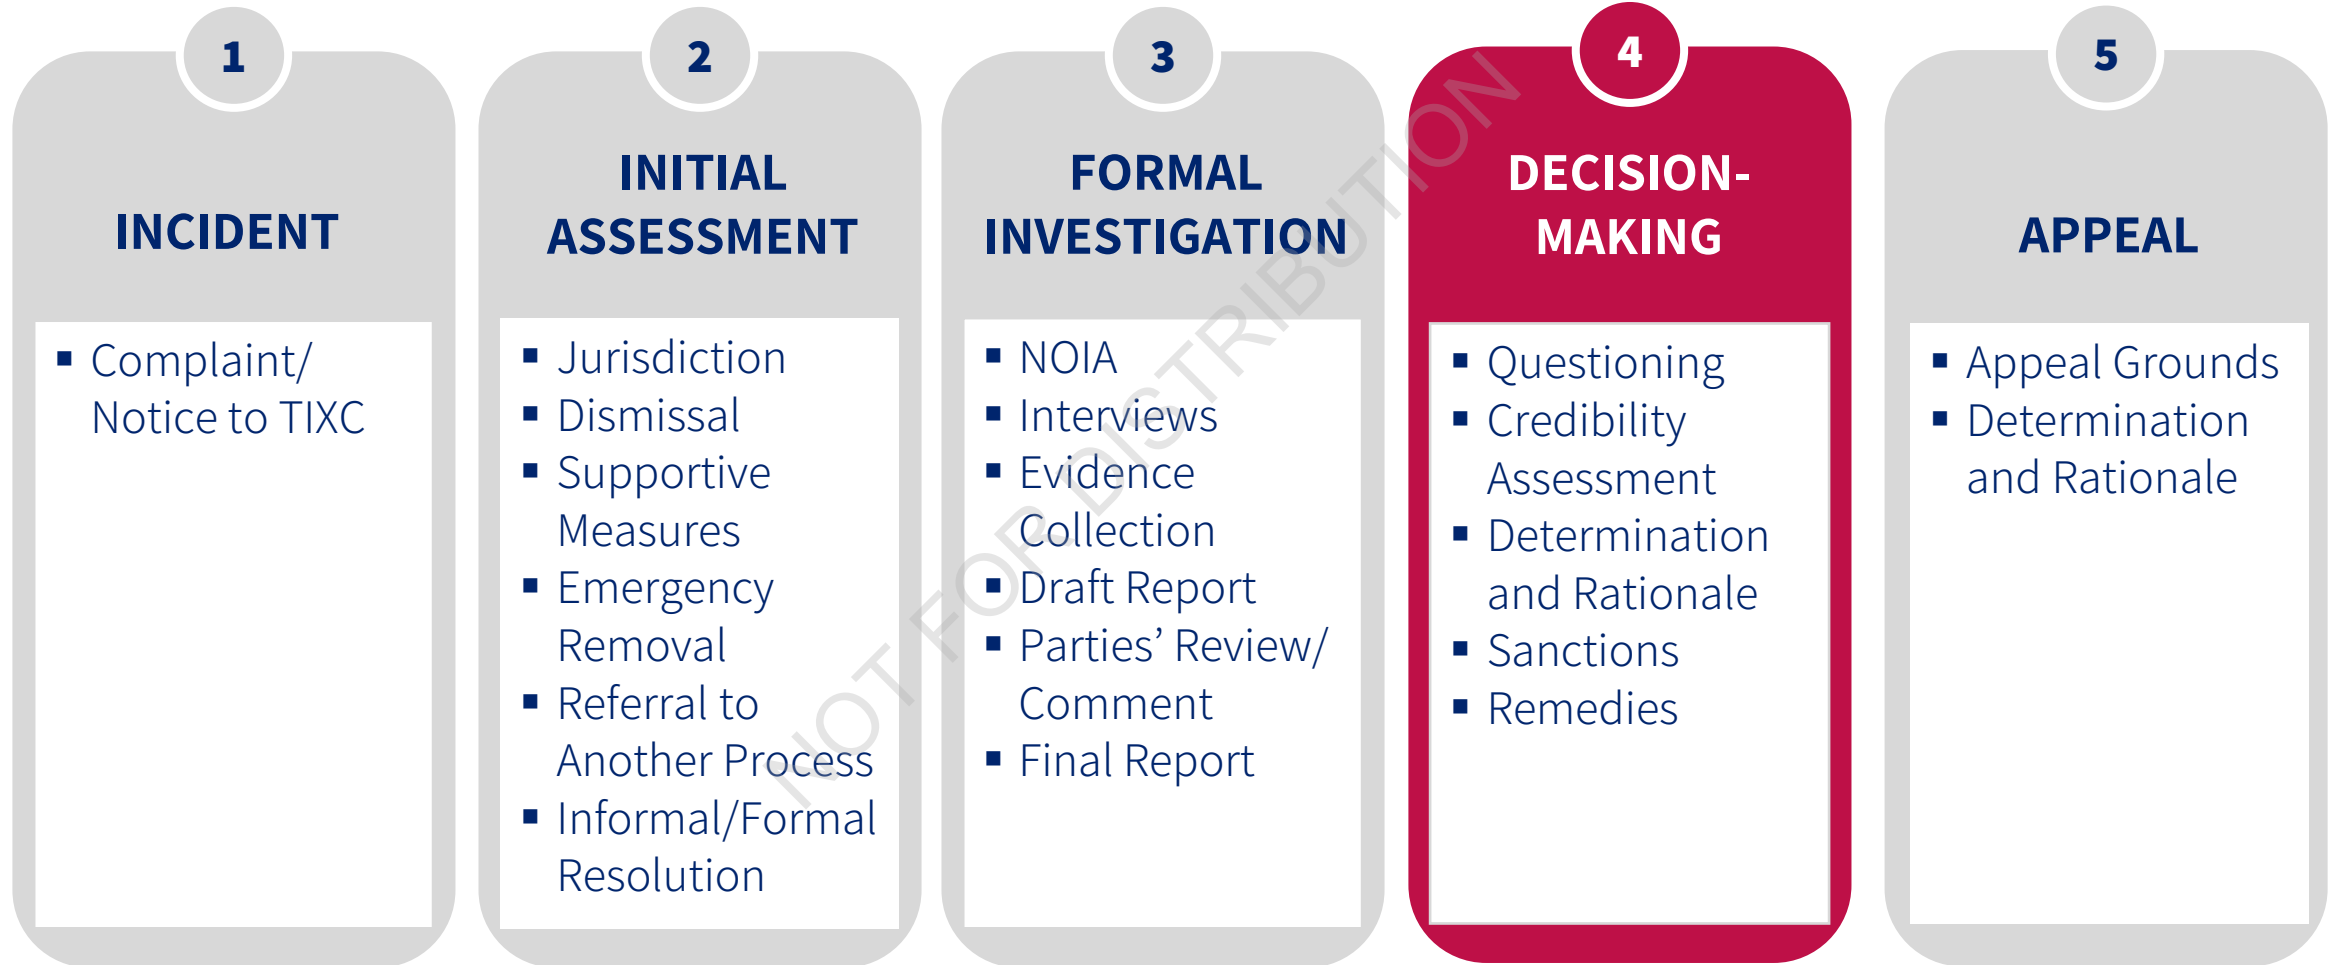 1
INCIDENT
▪ Complaint/
Notice to TIXC
2
INITIAL
ASSESSMENT
▪ Jurisdiction
▪ Dismissal
▪ Supportive
Measures
▪ Emergency
Removal
▪ Referral to
Another Process
▪ Informal/Formal
Resolution
3
FORMAL
INVESTIGATION
▪ NOIA
▪ Interviews
▪ Evidence
Collection
▪ Draft Report
▪ Parties’ Review/
Comment
▪ Final Report
4
DECISION-
MAKING
▪ Questioning
▪ Credibility
Assessment
▪ Determination
and Rationale
▪ Sanctions
▪ Remedies
5
APPEAL
▪ Appeal Grounds
▪ Determination
and Rationale
NOT FOR DISTRIBUTION